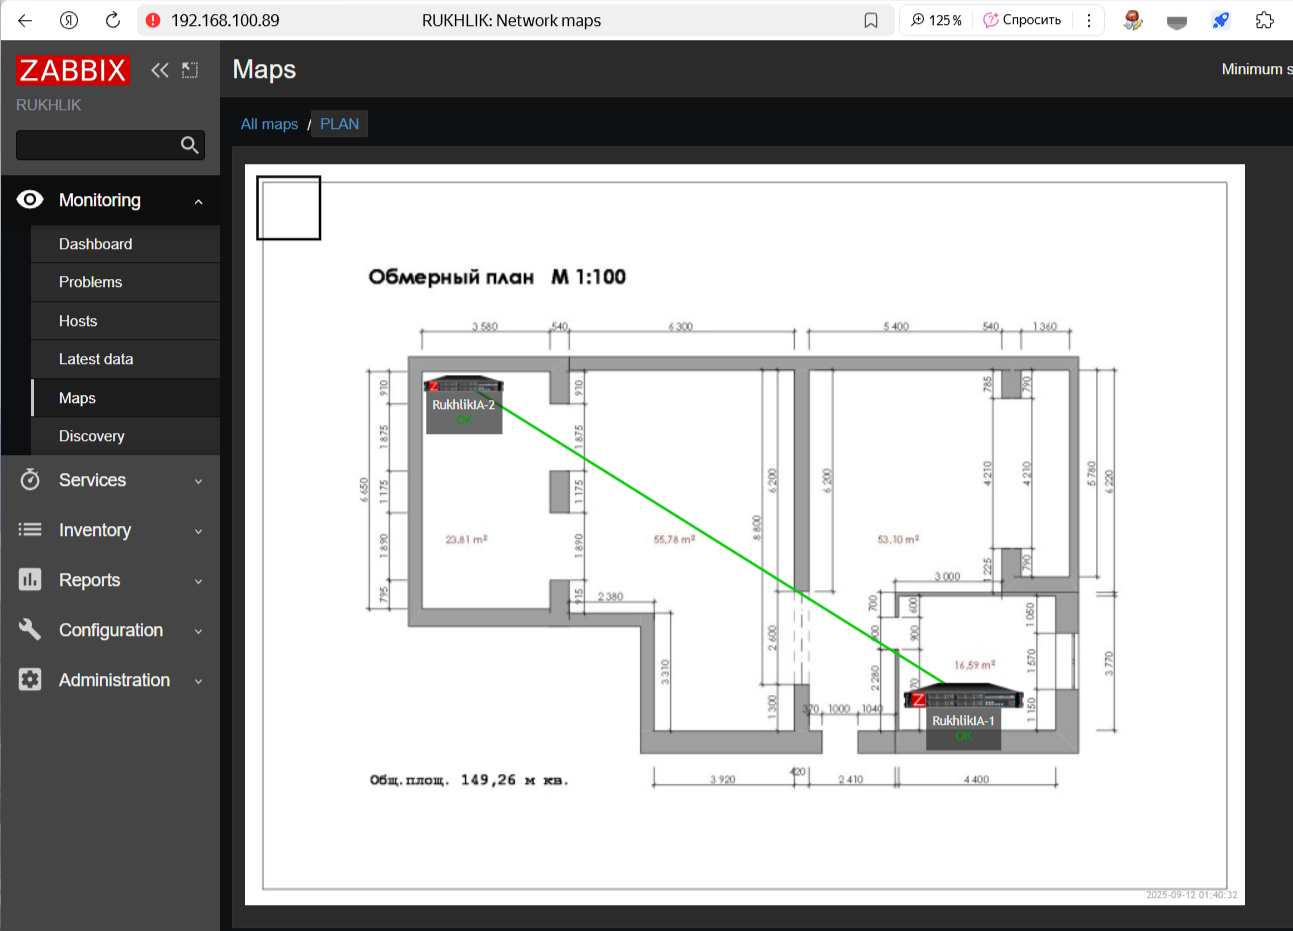 192.168.100.89
RUKHLIK: Network maps
125 %
Спросить
ZABBIX
RUKHLIK
Monitoring
Dashboard
Problems
Hosts
Latest data
Maps
Discovery
Services
Inventory
Reports
Configuration
Administration
Maps
Minimum s
All maps / PLAN
Обмерный план М 1:100
3 580 540 6 300 5 400 540 1 360
910 910 785 790
RukhlikIA-2
OK
1 875 1 875
6 650 1 175 1 175 6 200 6 200 4 210 4 210 5 780 6 220
8 800
23,81 m² 55,78 m² 53,10 m²
1 890 1 890
1 225 790
3 000
795 915 2 380
700 600 1 050
2 600 900
3 310 2 280 16,59 m² 1 570 3 770
1 300 370 1000 1040 70 1 150
RukhlikIA-1
OK
Общ.площ. 149,26 м кв.
3 920 420 2 410 4 400
2025-09-12 01:40:32